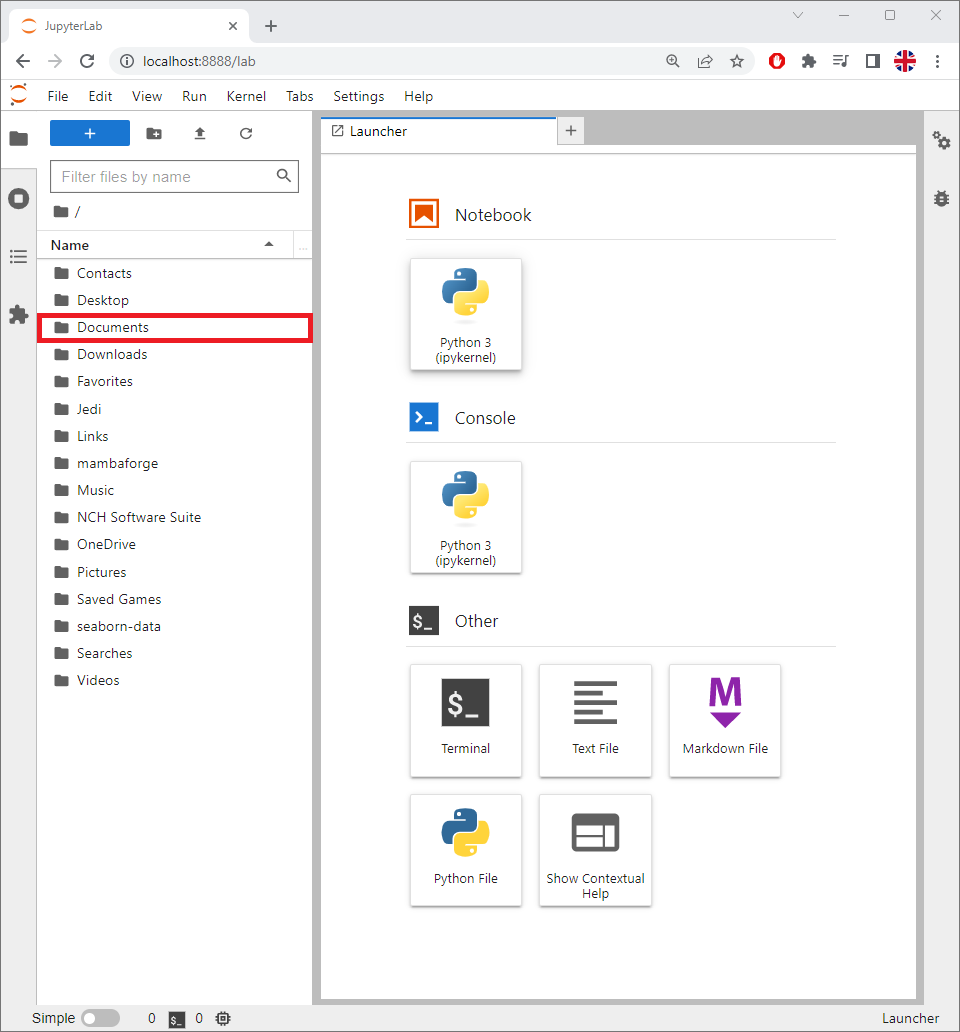 JupyterLab
localhost:8888/lab
File Edit View Run Kernel Tabs Settings Help
+
Filter files by name
/
Name
...
Contacts
Desktop
Documents
Downloads
Favorites
Jedi
Links
mambaforge
Music
NCH Software Suite
OneDrive
Pictures
Saved Games
seaborn-data
Searches
Videos
Launcher
+
Notebook
Python 3
(ipykernel)
>_ Console
Python 3
(ipykernel)
$_ Other
$_
Terminal
Text File
M
Markdown File
Python File
Show Contextual
Help
Simple 0 $_ 0
Launcher